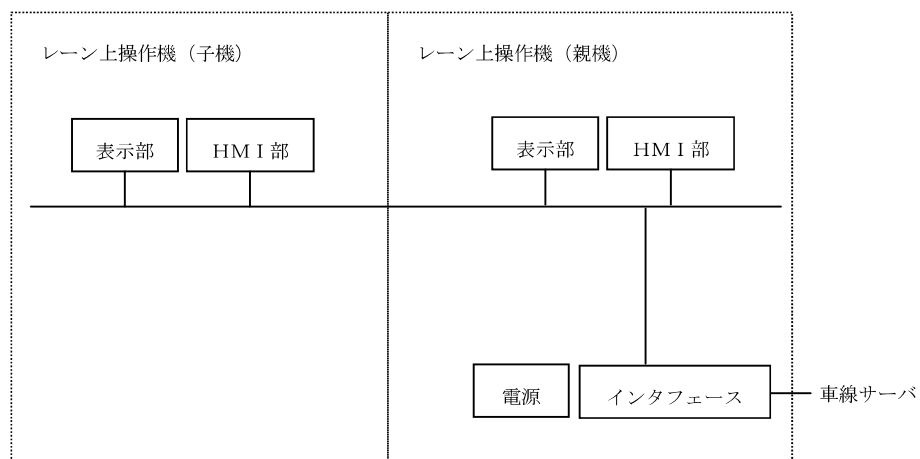 レーン上操作機（子機）
表示部
ＨＭＩ部
レーン上操作機（親機）
表示部
ＨＭＩ部
電源
インタフェース
車線サーバ